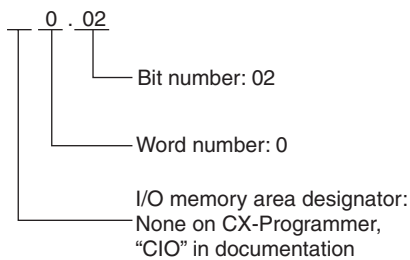 0 . 02
Bit number: 02
Word number: 0
I/O memory area designator:
None on CX-Programmer,
“CIO” in documentation